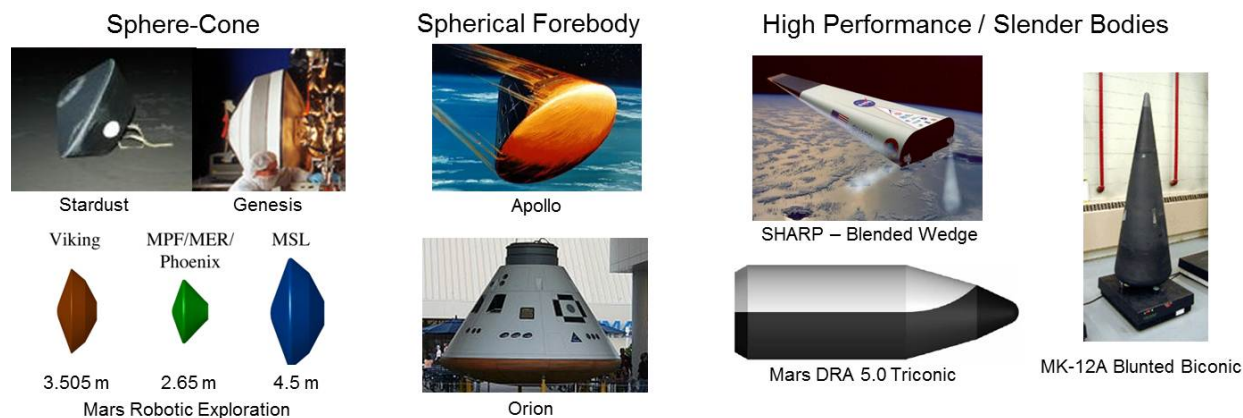 Sphere-Cone
Stardust
Genesis
Viking
MPF/MER/
Phoenix
MSL
3.505 m
2.65 m
4.5 m
Mars Robotic Exploration
Spherical Forebody
Apollo
Orion
High Performance / Slender Bodies
SHARP – Blended Wedge
Mars DRA 5.0 Triconic
MK-12A Blunted Biconic